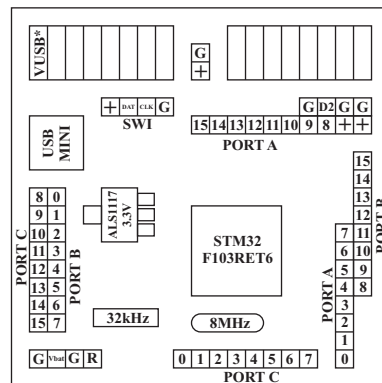 VUSB*
G
+
+ DAT CLK G
SWI
G D2 G G
15 14 13 12 11 10 9 8 + +
PORT A
USB
MINI
ALS1117
3.3V
STM32
F103RET6
8 0
9 1
10 2
11 3
12 4
13 5
14 6
15 7
PORT C
PORT B
15
14
13
12
7 11
6 10
5 9
4 8
3
2
1
0
PORT A
PORT B
32kHz
8MHz
G Vbat G R
0 1 2 3 4 5 6 7
PORT C